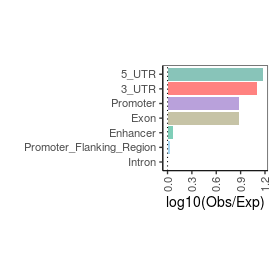 5_UTR
3_UTR
Promoter
Exon
Enhancer
Promoter_Flanking_Region
Intron
0.0 0.3 0.6 0.9 1.2
log10(Obs/Exp)